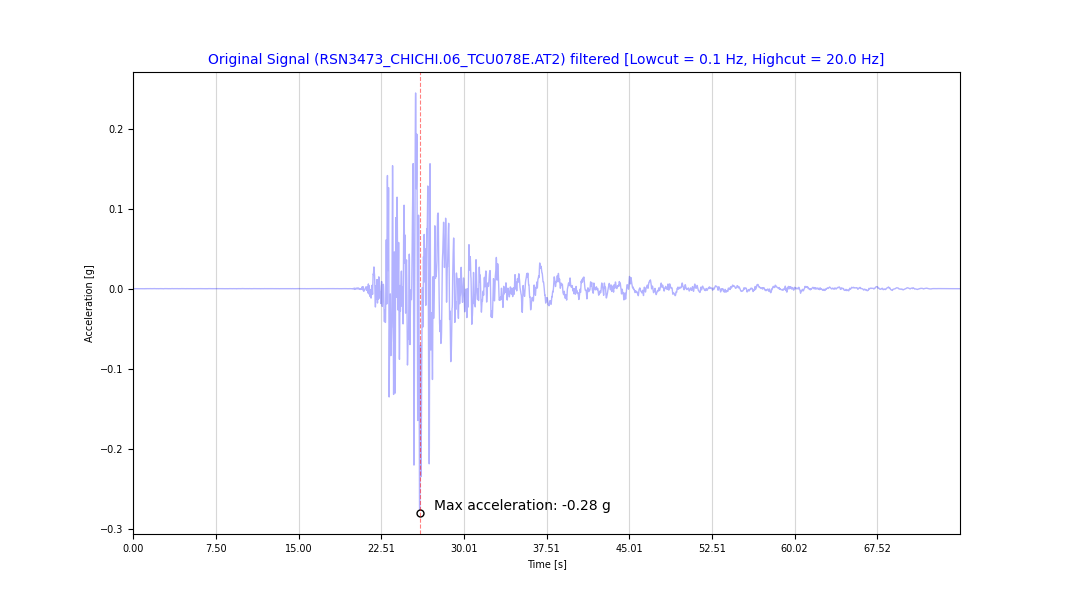 Original Signal (RSN3473_CHICHI.06_TCU078E.AT2) filtered [Lowcut = 0.1 Hz, Highcut = 20.0 Hz]
0.2
0.1
0.0
−0.1
−0.2
−0.3
Acceleration [g]
Max acceleration: -0.28 g
0.00 7.50 15.00 22.51 30.01 37.51 45.01 52.51 60.02 67.52
Time [s]